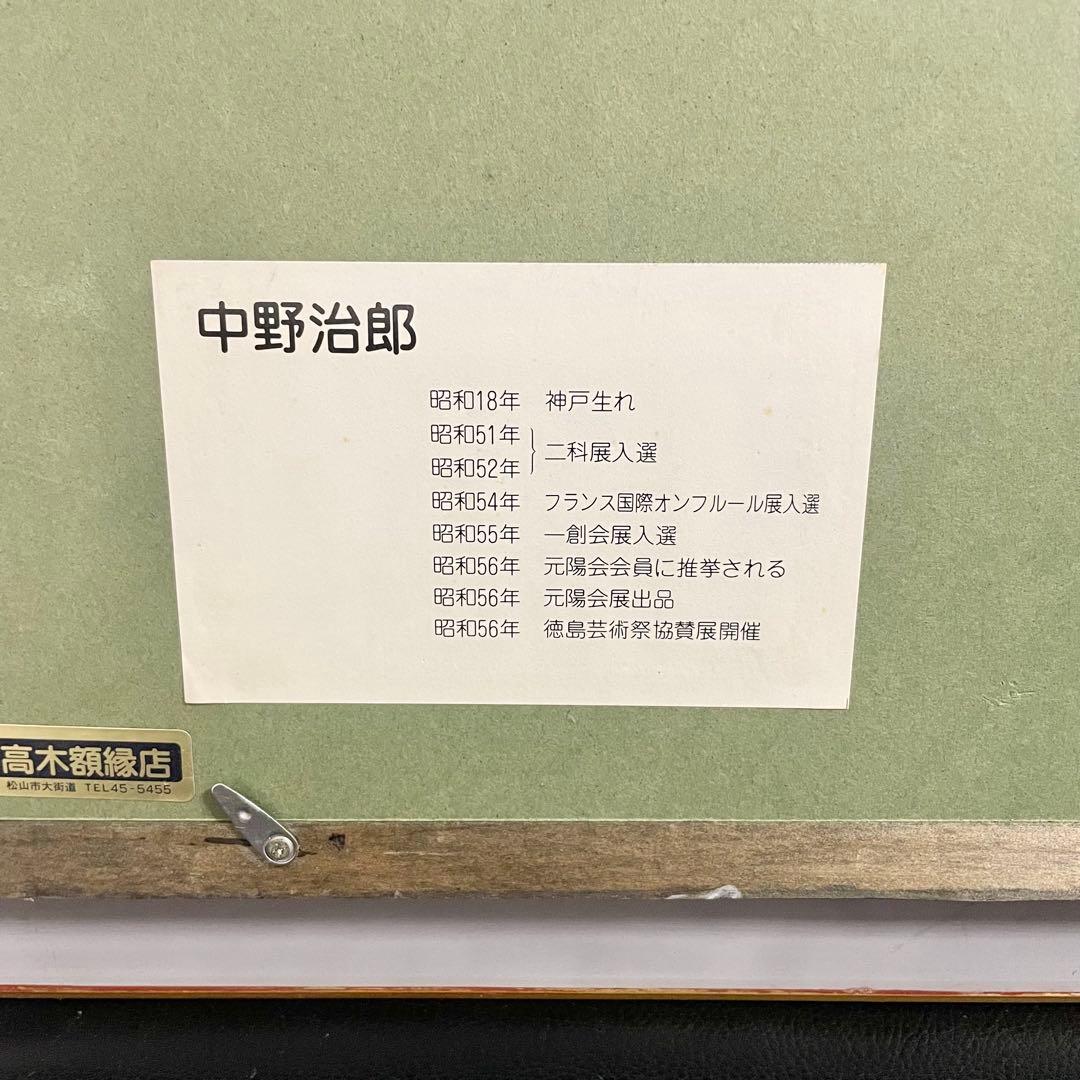 中野治郎
昭和18年 神戸生れ
昭和51年
昭和52年
二科展入選
昭和54年 フランス国際オンフルール展入選
昭和55年 一創会展入選
昭和56年 元陽会会員に推挙される
昭和56年 元陽会展出品
昭和56年 徳島芸術祭協賛展開催
高木額縁店
松山市大街道 TEL45-5455